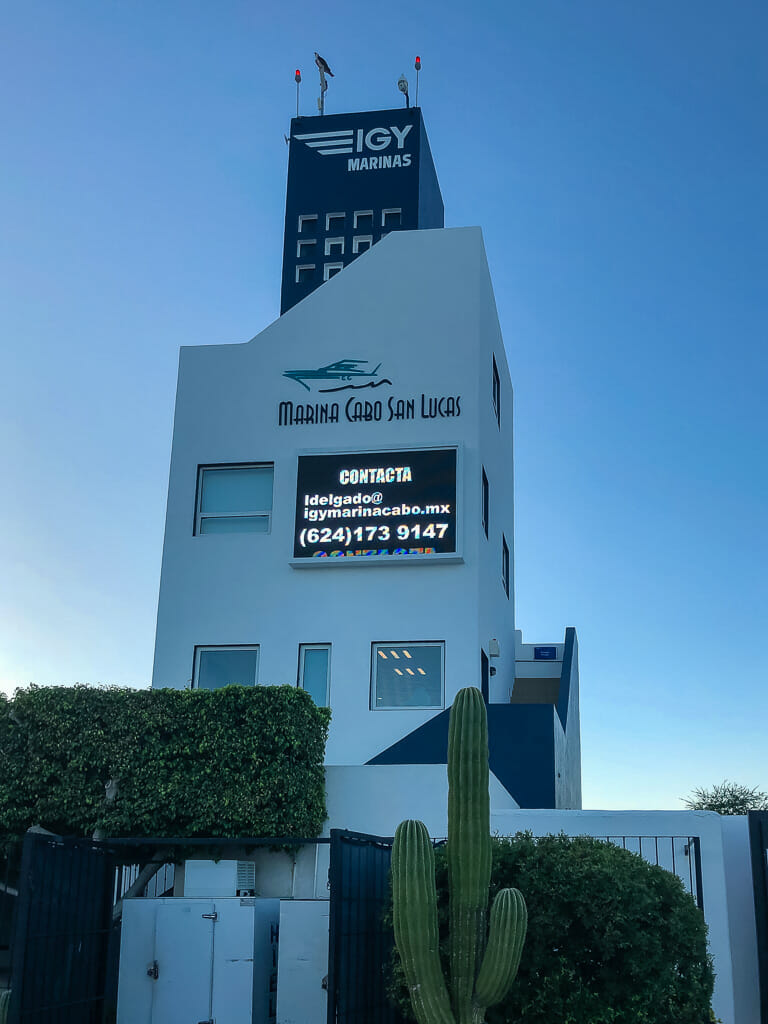 IGY
MARINAS
MARINA CABO SAN LUCAS
CONTACTA
ldelgado@
igymarinacabo.mx
(624)173 9147